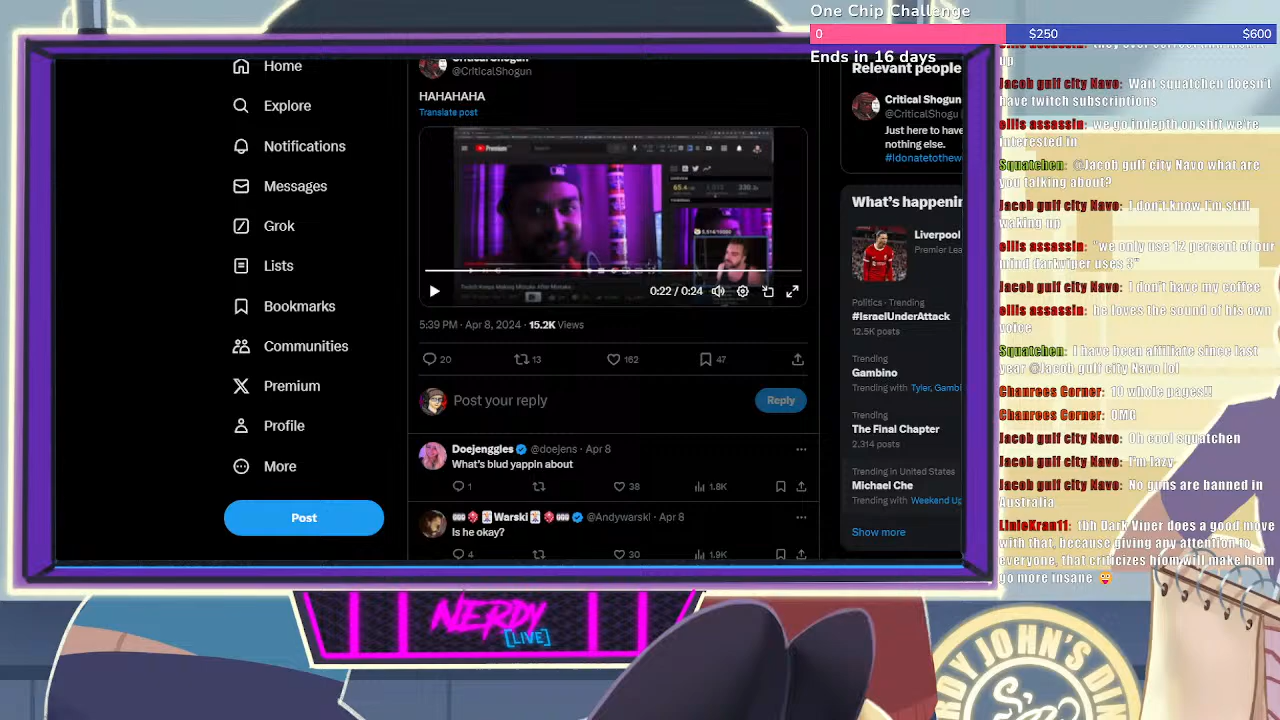 One Chip Challenge
0 $250 $600
Ends in 16 days
Home
Explore
Notifications
Messages
Grok
Lists
Bookmarks
Communities
Premium
Profile
More
Post
@CriticalShogun
HAHAHAHA
Translate post
Premium
Search
0:22 / 0:24
5:39 PM · Apr 8, 2024 · 15.2K Views
20 13 162 47
Post your reply
Reply
Doejenggles @doejens · Apr 8
What's blud yappin about
1 38 1.8K
Warski @Andywarski · Apr 8
Is he okay?
4 30 1.9K
Relevant people
Critical Shogun
@CriticalShogu
Just here to have
nothing else.
#Idonatetothew
What's happenin
Liverpool
Premier Lea
Politics · Trending
#IsraelUnderAttack
12.5K posts
Trending
Gambino
Trending with Tyler, Gambi
Trending
The Final Chapter
2,314 posts
Trending in United States
Michael Che
Trending with Weekend Up
Show more
up
Jacob gulf city Navo: Wait squatchen doesn't
have twitch subscriptions
ellis assassin: we go indepth on shit we're
interested in
Squatchen: @Jacob gulf city Navo what are
you talking about?
Jacob gulf city Navo: I don't know I'm still
waking up
ellis assassin: "we only use 12 percent of our
mind darkviper uses 3"
Jacob gulf city Navo: I don't have my coffee
ellis assassin: he loves the sound of his own
voice
Squatchen: I have been affiliate since last
year @Jacob gulf city Navo lol
Chanrees Corner: 10 whole pages!!!
Chanrees Corner: OMG
Jacob gulf city Navo: Oh cool squatchen
Jacob gulf city Navo: I'm lazy
Jacob gulf city Navo: No guns are banned in
Australia
LinieKran11: tbh Dark Viper does a good move
with that, because giving any attention to
everyone, that criticizes hiom will make hiom
go more insane
NERDY
[LIVE]
RDY JOHN'S DIN